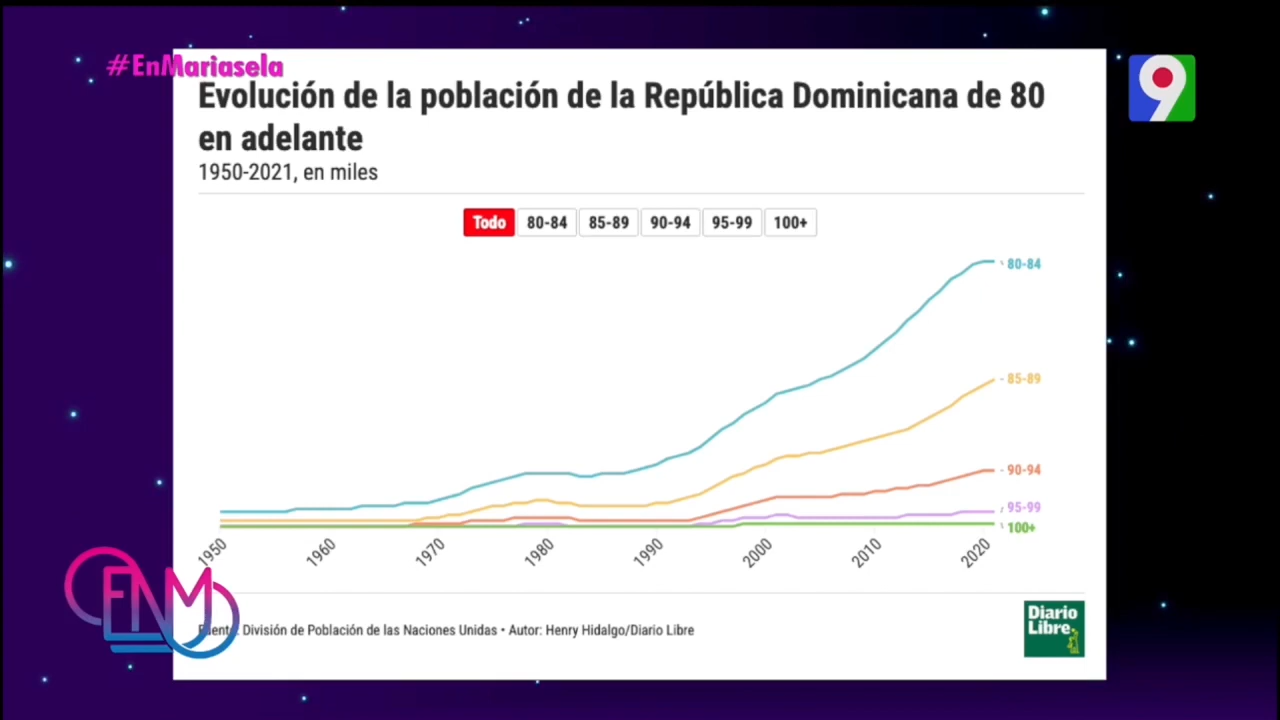 #EnMariasela
9
Evolución de la población de la República Dominicana de 80
en adelante
1950-2021, en miles
Todo 80-84 85-89 90-94 95-99 100+
80-84
85-89
90-94
95-99
100+
1950 1960 1970 1980 1990 2000 2010 2020
ENM
División de Población de las Naciones Unidas • Autor: Henry Hidalgo/Diario Libre
Diario
Libre